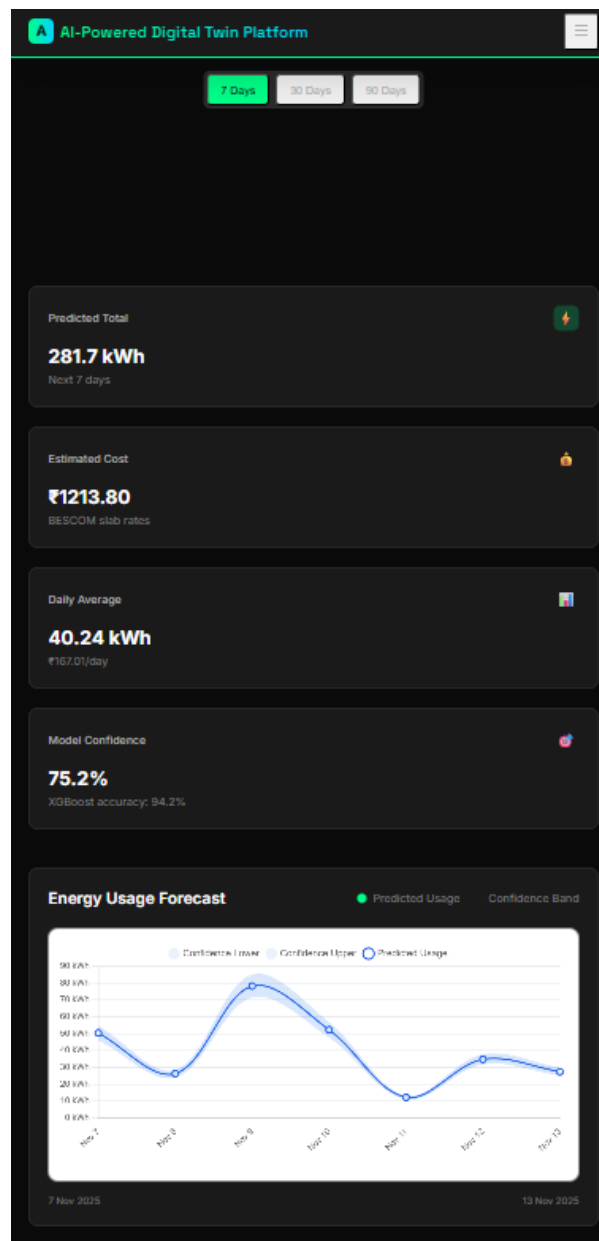 A AI-Powered Digital Twin Platform
7 Days 30 Days 90 Days
Predicted Total
281.7 kWh
Next 7 days
Estimated Cost
₹1213.80
BESCOM slab rates
Daily Average
40.24 kWh
₹167.01/day
Model Confidence
75.2%
XGBoost accuracy: 94.2%
Energy Usage Forecast
Predicted Usage Confidence Band
Confidence Lower Confidence Upper Predicted Usage
90 kWh
80 kWh
70 kWh
60 kWh
50 kWh
40 kWh
30 kWh
20 kWh
10 kWh
0 kWh
Nov 7 Nov 8 Nov 9 Nov 10 Nov 11 Nov 12 Nov 13
7 Nov 2025 13 Nov 2025